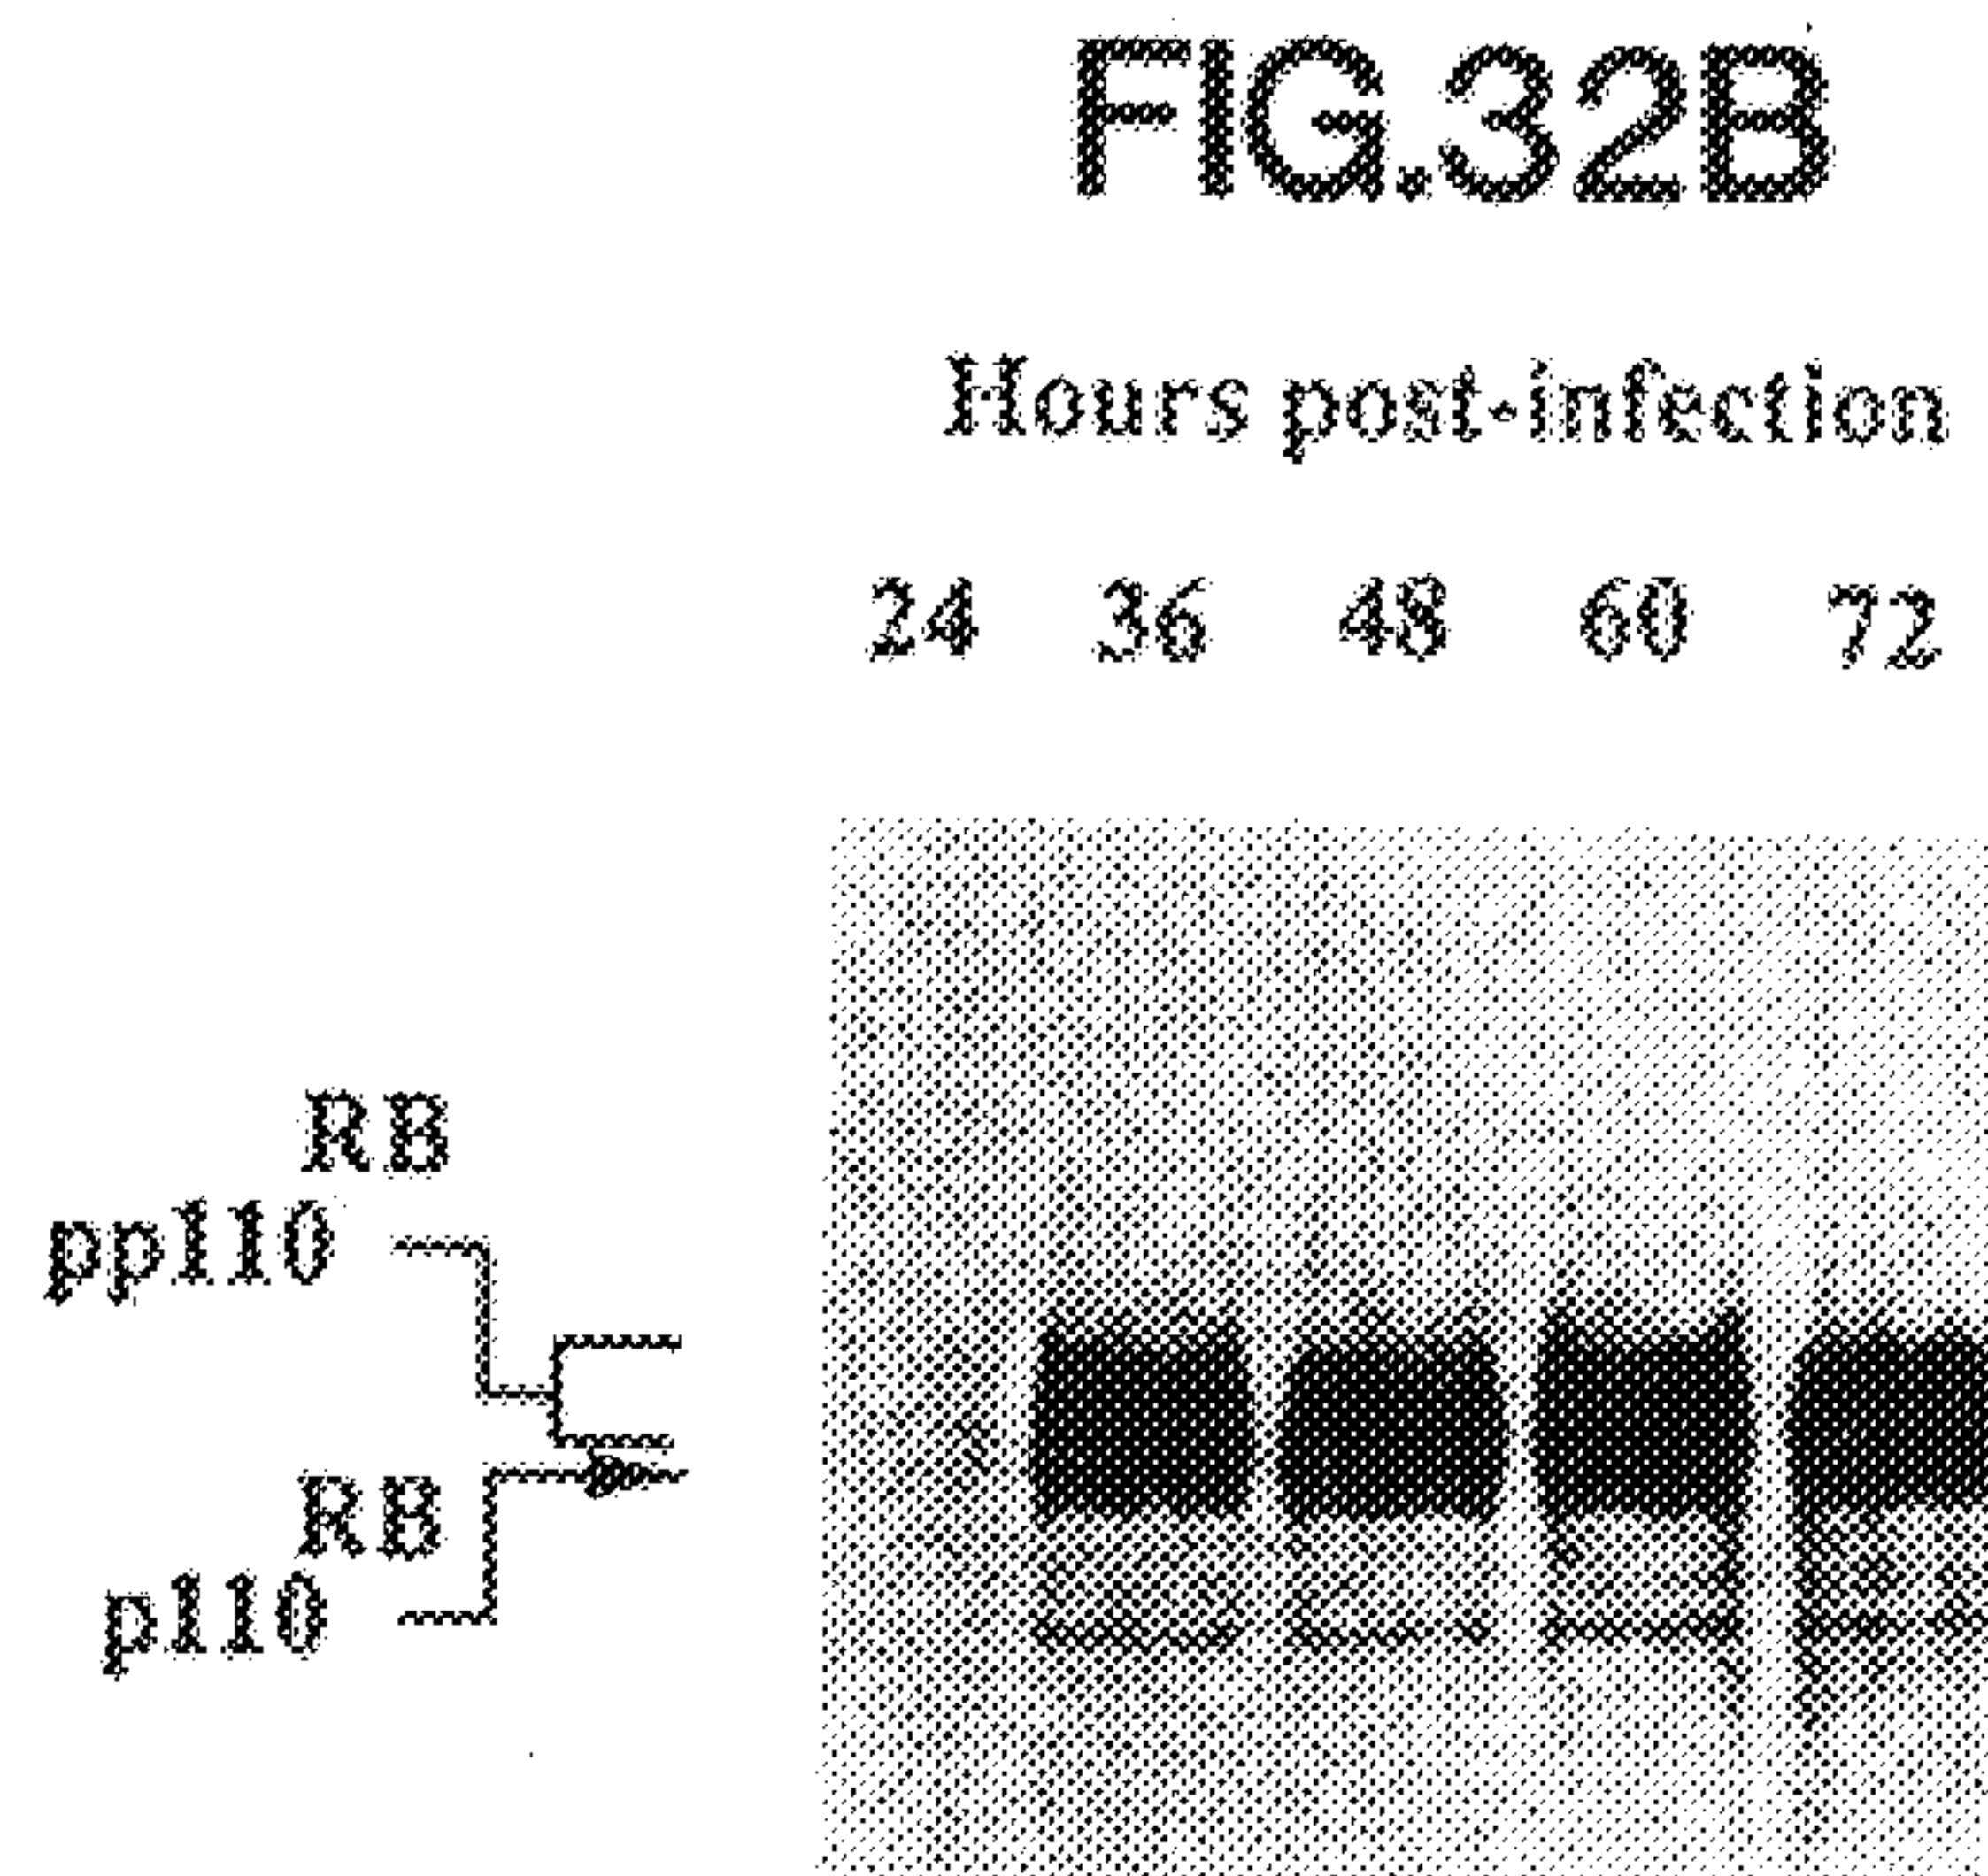 FIG.32B
Hours post-infection
24 36 48 60 72
RB
pp110
RB
p110